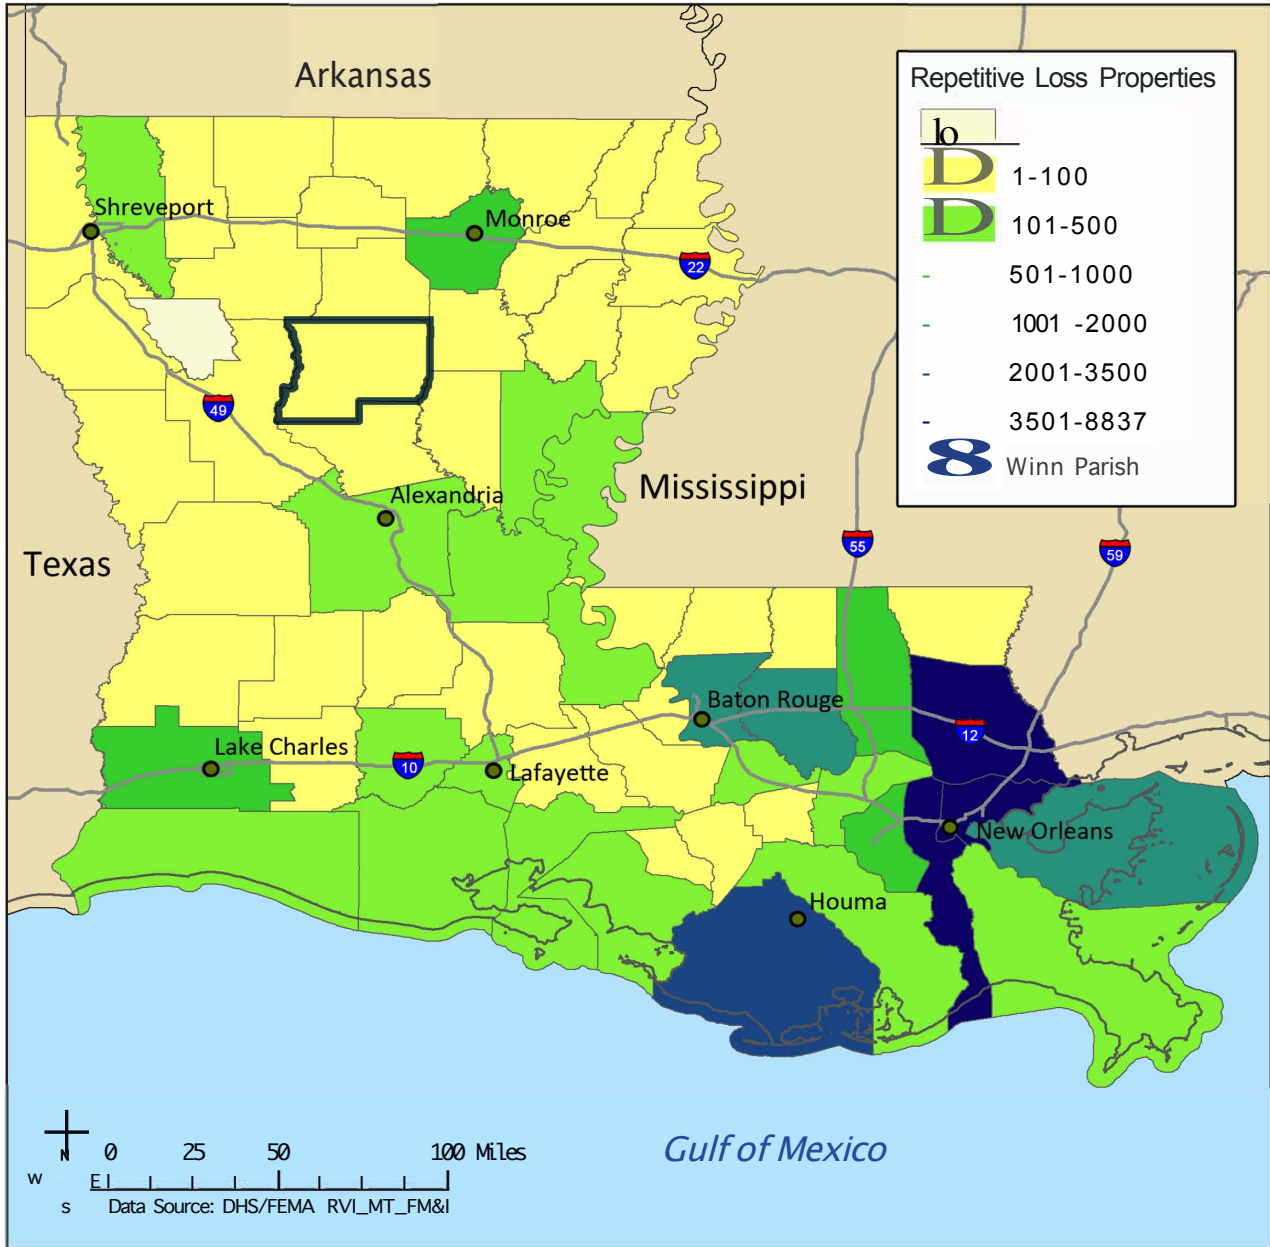 Arkansas
Repetitive Loss Properties
lo
D 1-100
D 101-500
- 501-1000
- 1001 -2000
- 2001-3500
- 3501-8837
8 Winn Parish
Shreveport
Monroe
22
49
Mississippi
Alexandria
55
59
Texas
Baton Rouge
12
Lake Charles
10
Lafayette
New Orleans
Houma
Gulf of Mexico
N
W
E
S
0 25 50 100 Miles
Data Source: DHS/FEMA RVI_MT_FM&I